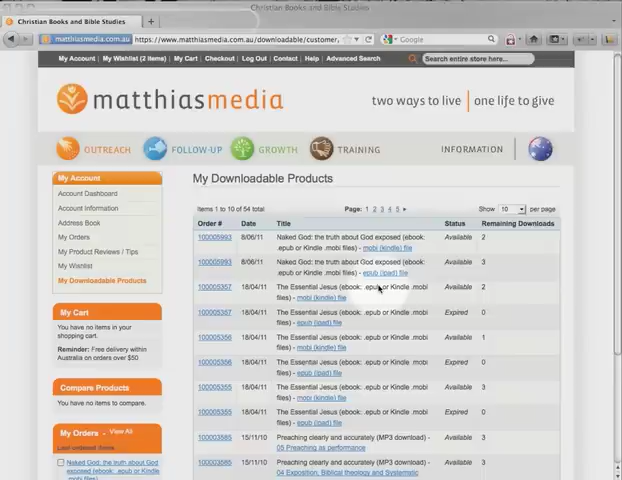 Christian Books and Bible Studies
Christian Books and Bible Studies
matthiasmedia.com.au https://www.matthiasmedia.com.au/downloadable/customer, Google
My Account My Wishlist (2 items) My Cart Checkout Log Out Contact Help Advanced Search Search entire store here...
matthiasmedia two ways to live one life to give
OUTREACH FOLLOW-UP GROWTH TRAINING INFORMATION
My Account
Account Dashboard
Account Information
Address Book
My Orders
My Product Reviews / Tips
My Wishlist
My Downloadable Products
My Cart
You have no items in your
shopping cart.
Reminder: Free delivery within
Australia on orders over $50
Compare Products
You have no items to compare.
My Orders - View All
Last ordered items
Naked God: the truth about God
exposed (ebook: .epub or Kindle
.mobi files)
My Downloadable Products
Items 1 to 10 of 54 total Page: 1 2 3 4 5 Show 10 per page
Order # Date Title Status Remaining Downloads
100005993 8/06/11 Naked God: the truth about God exposed (ebook: Available 2
.epub or Kindle .mobi files) - mobi (kindle) file
100005993 8/06/11 Naked God: the truth about God exposed (ebook: Available 3
.epub or Kindle .mobi files) - epub (ipad) file
100005357 18/04/11 The Essential Jesus (ebook: .epub or Kindle .mobi Available 2
files) - mobi (kindle) file
100005357 18/04/11 The Essential Jesus (ebook: .epub or Kindle .mobi Expired 0
files) - epub (ipad) file
100005356 18/04/11 The Essential Jesus (ebook: .epub or Kindle .mobi Available 1
files) - mobi (kindle) file
100005356 18/04/11 The Essential Jesus (ebook: .epub or Kindle .mobi Expired 0
files) - epub (ipad) file
100005355 18/04/11 The Essential Jesus (ebook: .epub or Kindle .mobi Available 3
files) - mobi (kindle) file
100005355 18/04/11 The Essential Jesus (ebook: .epub or Kindle .mobi Expired 0
files) - epub (ipad) file
100003585 15/11/10 Preaching clearly and accurately (MP3 download) - Available 3
05 Preaching as performance
100003585 15/11/10 Preaching clearly and accurately (MP3 download) - Available 3
04 Exposition, Biblical theology and Systematic